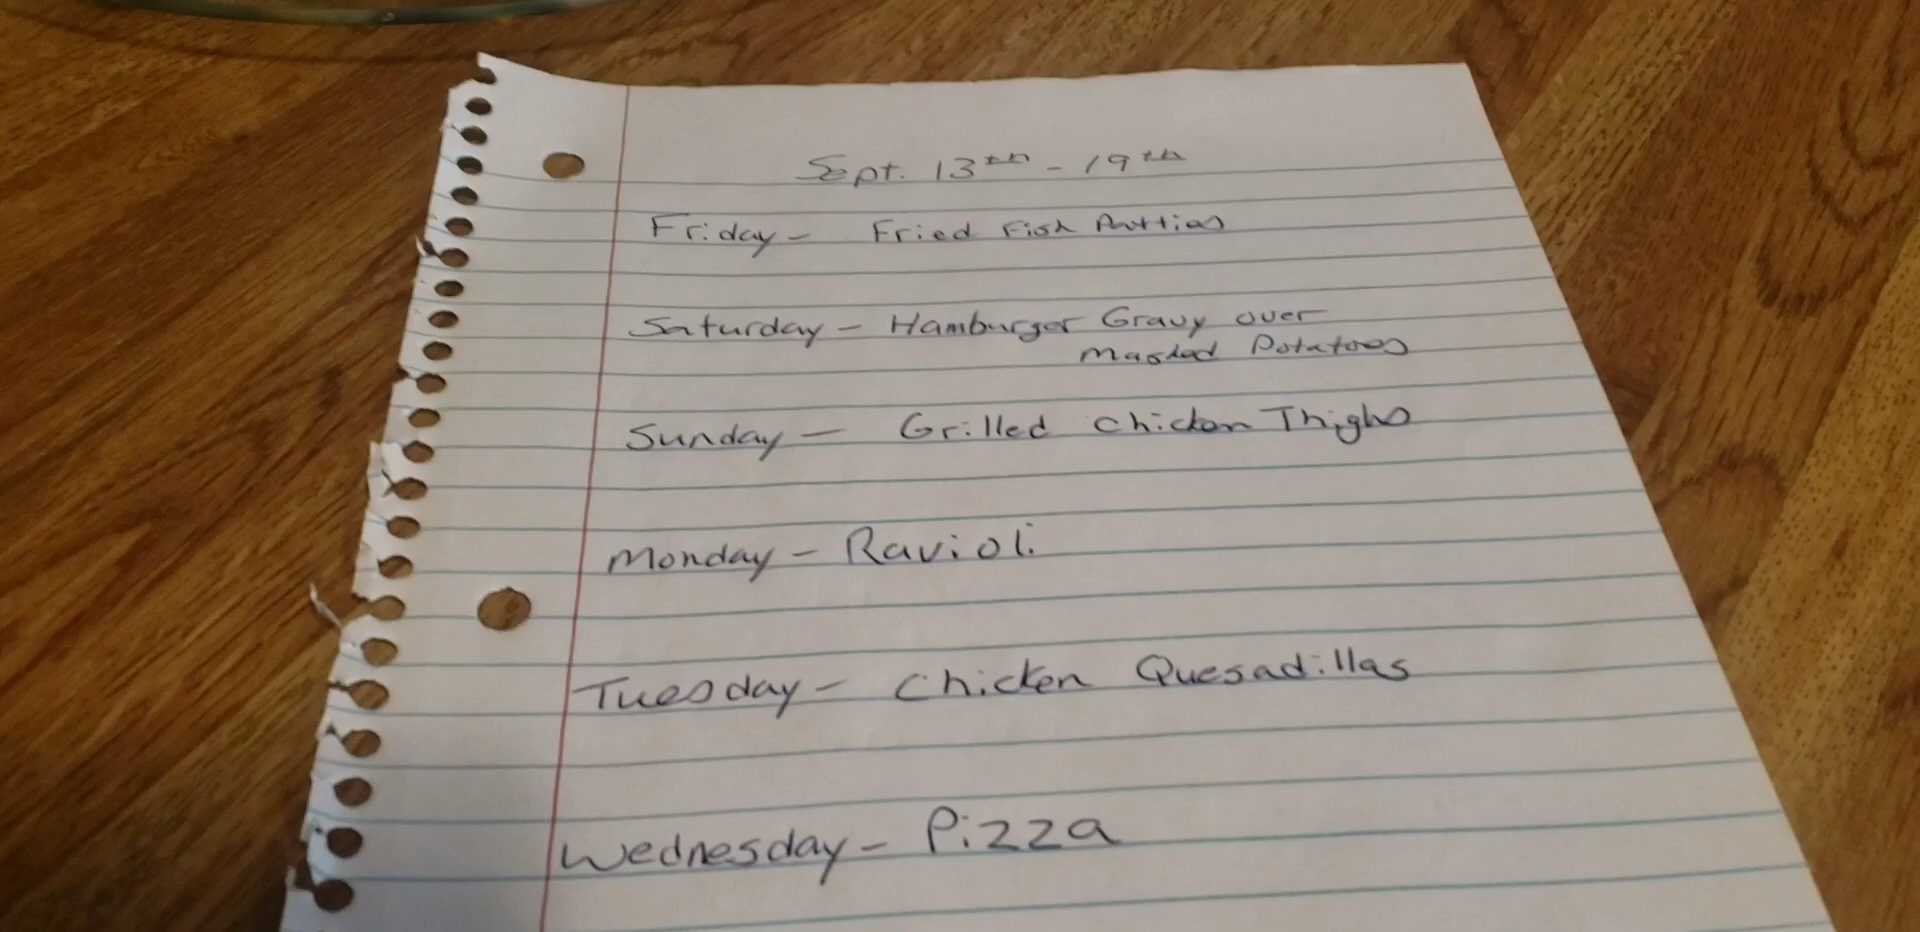 Sept. 13th - 19th
Friday - Fried Fish Patties
Saturday - Hamburger Gravy over
Mashed Potatoes
Sunday - Grilled Chicken Thighs
Monday - Ravioli
Tuesday - Chicken Quesadillas
Wednesday - Pizza